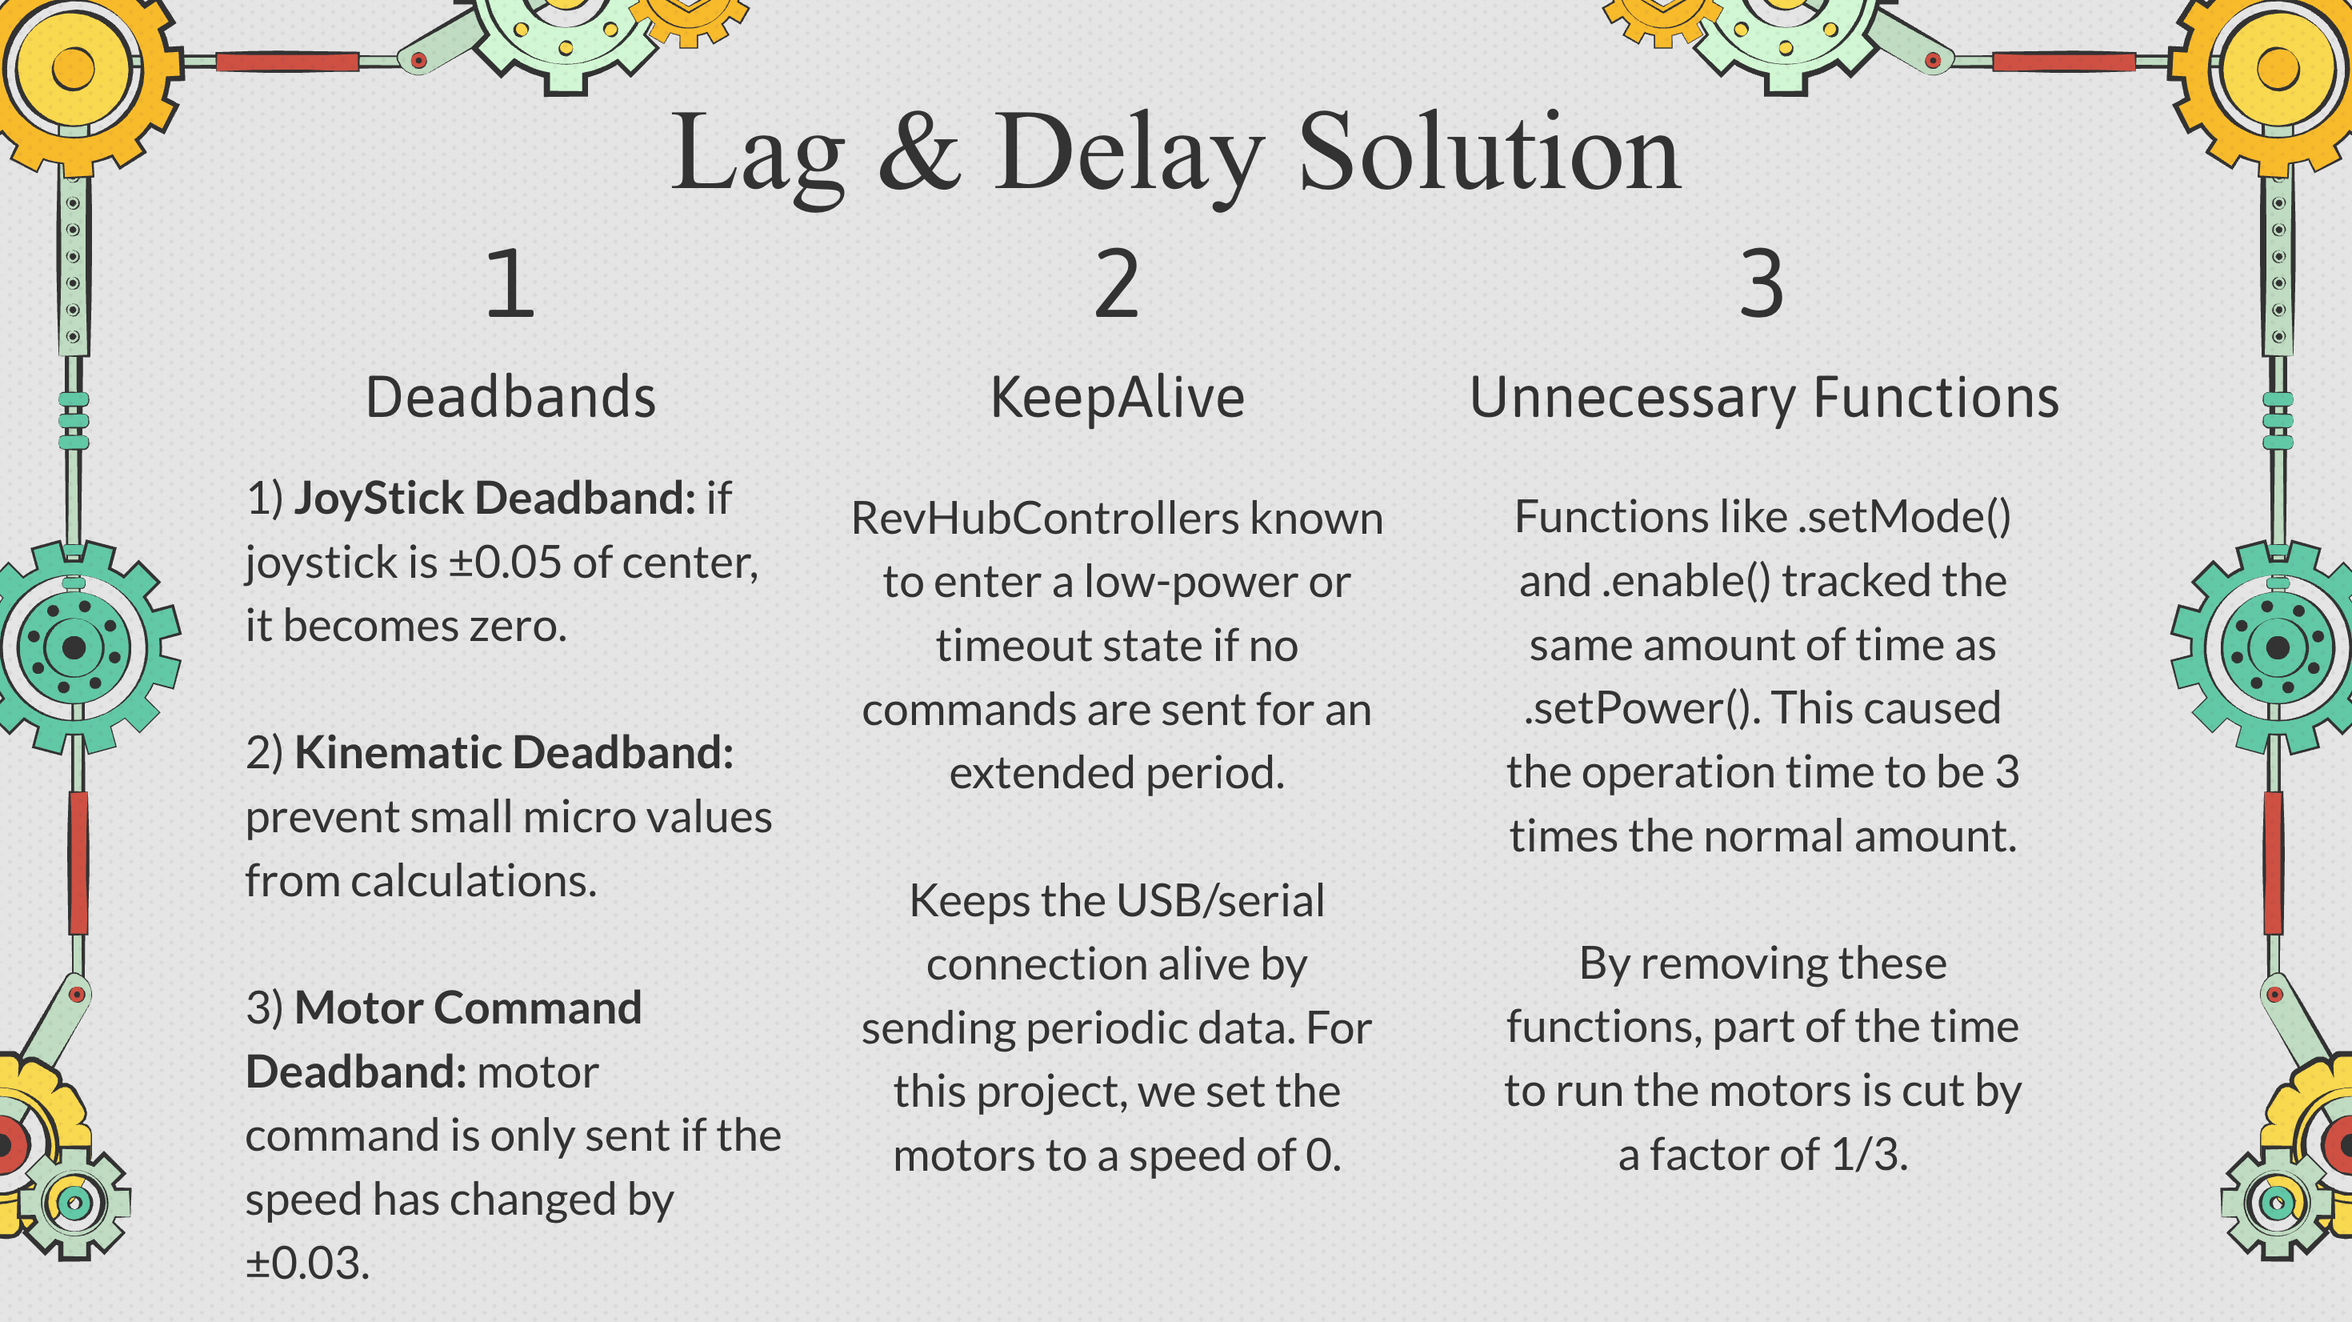 Lag & Delay Solution
1
Deadbands
1) JoyStick Deadband: if
joystick is ±0.05 of center,
it becomes zero.
2) Kinematic Deadband:
prevent small micro values
from calculations.
3) Motor Command
Deadband: motor
command is only sent if the
speed has changed by
±0.03.
2
KeepAlive
RevHubControllers known
to enter a low-power or
timeout state if no
commands are sent for an
extended period.
Keeps the USB/serial
connection alive by
sending periodic data. For
this project, we set the
motors to a speed of 0.
3
Unnecessary Functions
Functions like .setMode()
and .enable() tracked the
same amount of time as
.setPower(). This caused
the operation time to be 3
times the normal amount.
By removing these
functions, part of the time
to run the motors is cut by
a factor of 1/3.